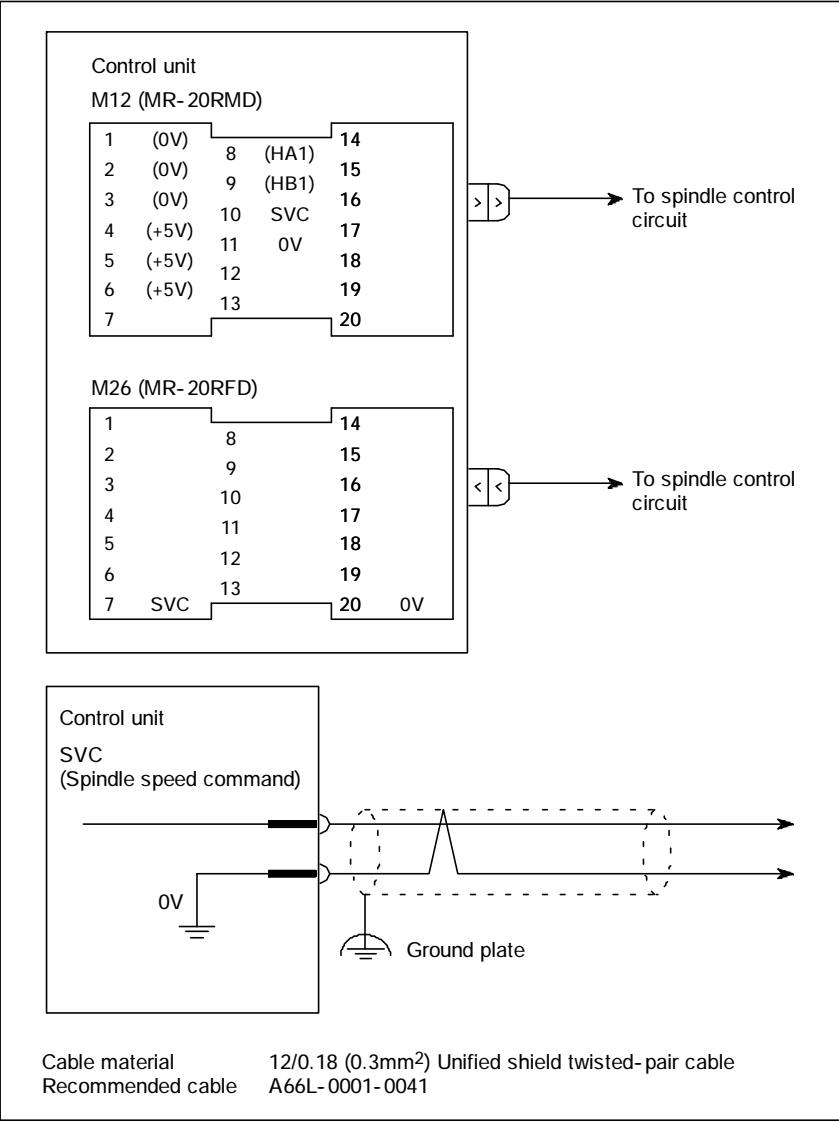 Control unit
M12 (MR-20RMD)
1 (0V) 14
8 (HA1)
2 (0V) 15
9 (HB1)
3 (0V) 16
10 SVC
4 (+5V) 17
11 0V
5 (+5V) 18
12
6 (+5V) 19
13
7 20
To spindle control
circuit
M26 (MR-20RFD)
1 14
8
2 15
9
3 16
10
4 17
11
5 18
12
6 19
13
7 SVC 20 0V
To spindle control
circuit
Control unit
SVC
(Spindle speed command)
0V
Ground plate
Cable material 12/0.18 (0.3mm²) Unified shield twisted-pair cable
Recommended cable A66L-0001-0041